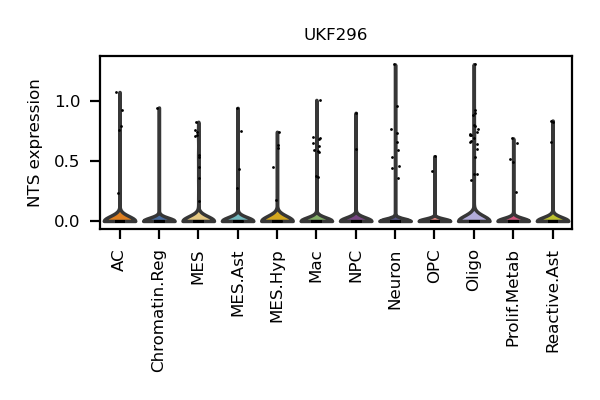 UKF296
NTS expression
1.0
0.5
0.0
AC
Chromatin.Reg
MES
MES.Ast
MES.Hyp
Mac
NPC
Neuron
OPC
Oligo
Prolif.Metab
Reactive.Ast